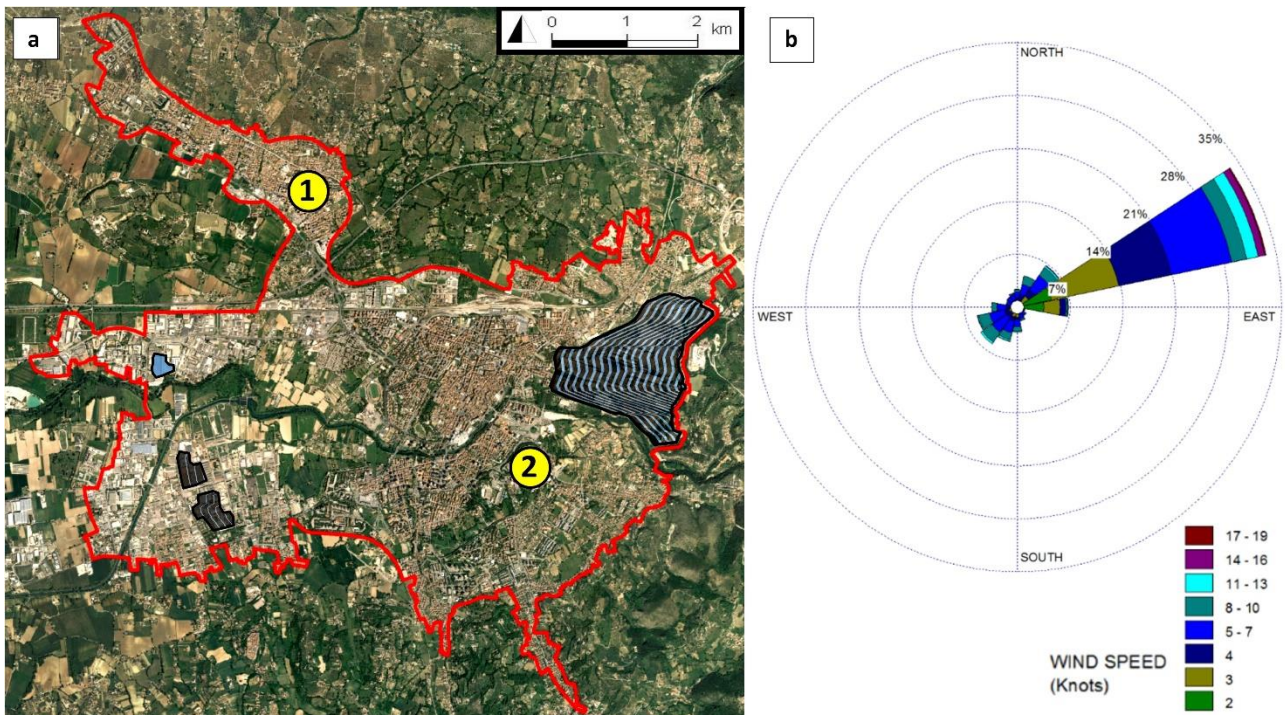 a
0 1 2
km
1
2
b
NORTH
35%
28%
21%
14%
7%
WEST
EAST
SOUTH
17 - 19
14 - 16
11 - 13
8 - 10
5 - 7
4
3
2
WIND SPEED
(Knots)